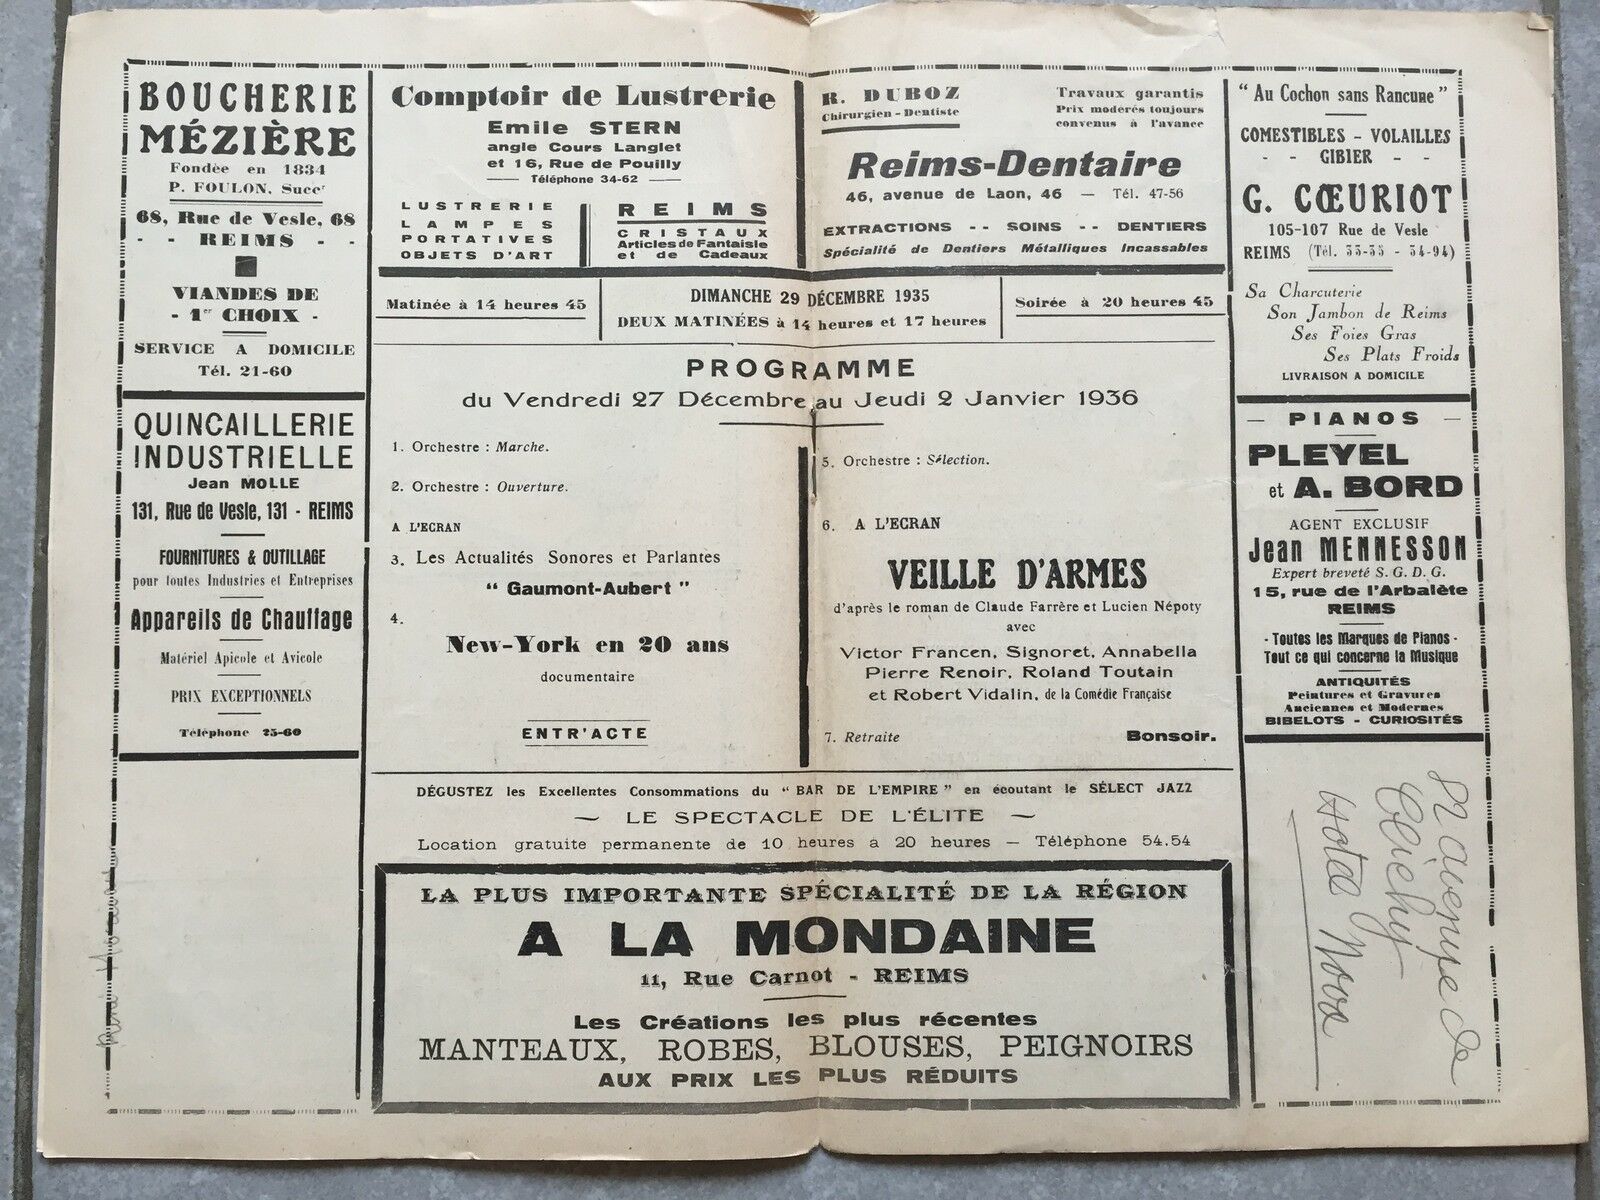 BOUCHERIE
MÉZIÈRE
Fondée en 1834
P. FOULON, Succr
68, Rue de Vesle, 68
- - REIMS - -
VIANDES DE
- 1er CHOIX -
SERVICE A DOMICILE
Tél. 21-60
QUINCAILLERIE
INDUSTRIELLE
Jean MOLLE
131, Rue de Vesle, 131 - REIMS
FOURNITURES & OUTILLAGE
pour toutes Industries et Entreprises
Appareils de Chauffage
Matériel Apicole et Avicole
PRIX EXCEPTIONNELS
Téléphone 25-60
Comptoir de Lustrerie
Emile STERN
angle Cours Langlet
et 16, Rue de Pouilly
Téléphone 34-62
LUSTRERIE
LAMPES
PORTATIVES
OBJETS D'ART
REIMS
CRISTAUX
Articles de Fantaisie
et de Cadeaux
R. DUBOZ
Chirurgien-Dentiste
Travaux garantis
Prix modérés toujours
convenus à l'avance
Reims-Dentaire
46, avenue de Laon, 46 — Tél. 47-56
EXTRACTIONS -- SOINS -- DENTIERS
Spécialité de Dentiers Métalliques Incassables
Matinée à 14 heures 45
DIMANCHE 29 DÉCEMBRE 1935
DEUX MATINÉES à 14 heures et 17 heures
Soirée à 20 heures 45
PROGRAMME
du Vendredi 27 Décembre au Jeudi 2 Janvier 1936
1. Orchestre : Marche.
2. Orchestre : Ouverture.
A L'ECRAN
3. Les Actualités Sonores et Parlantes
" Gaumont-Aubert "
4.
New-York en 20 ans
documentaire
ENTR'ACTE
5. Orchestre : Sélection.
6. A L'ECRAN
VEILLE D'ARMES
d'après le roman de Claude Farrère et Lucien Népoty
avec
Victor Francen, Signoret, Annabella
Pierre Renoir, Roland Toutain
et Robert Vidalin, de la Comédie Française
7. Retraite
Bonsoir.
DÉGUSTEZ les Excellentes Consommations du " BAR DE L'EMPIRE " en écoutant le SÉLECT JAZZ
— LE SPECTACLE DE L'ÉLITE —
Location gratuite permanente de 10 heures à 20 heures — Téléphone 54.54
LA PLUS IMPORTANTE SPÉCIALITÉ DE LA RÉGION
A LA MONDAINE
11, Rue Carnot - REIMS
Les Créations les plus récentes
MANTEAUX, ROBES, BLOUSES, PEIGNOIRS
AUX PRIX LES PLUS RÉDUITS
" Au Cochon sans Rancune "
COMESTIBLES - VOLAILLES
- - GIBIER - -
G. CŒURIOT
105-107 Rue de Vesle
REIMS (Tél. 33-33 - 34-94)
Sa Charcuterie
Son Jambon de Reims
Ses Foies Gras
Ses Plats Froids
LIVRAISON A DOMICILE
— PIANOS —
PLEYEL
et A. BORD
AGENT EXCLUSIF
Jean MENNESSON
Expert breveté S. G. D. G.
15, rue de l'Arbalète
REIMS
- Toutes les Marques de Pianos -
Tout ce qui concerne la Musique
ANTIQUITÉS
Peintures et Gravures
Anciennes et Modernes
BIBELOTS - CURIOSITÉS
avenue de
Clichy
Hotel Nova